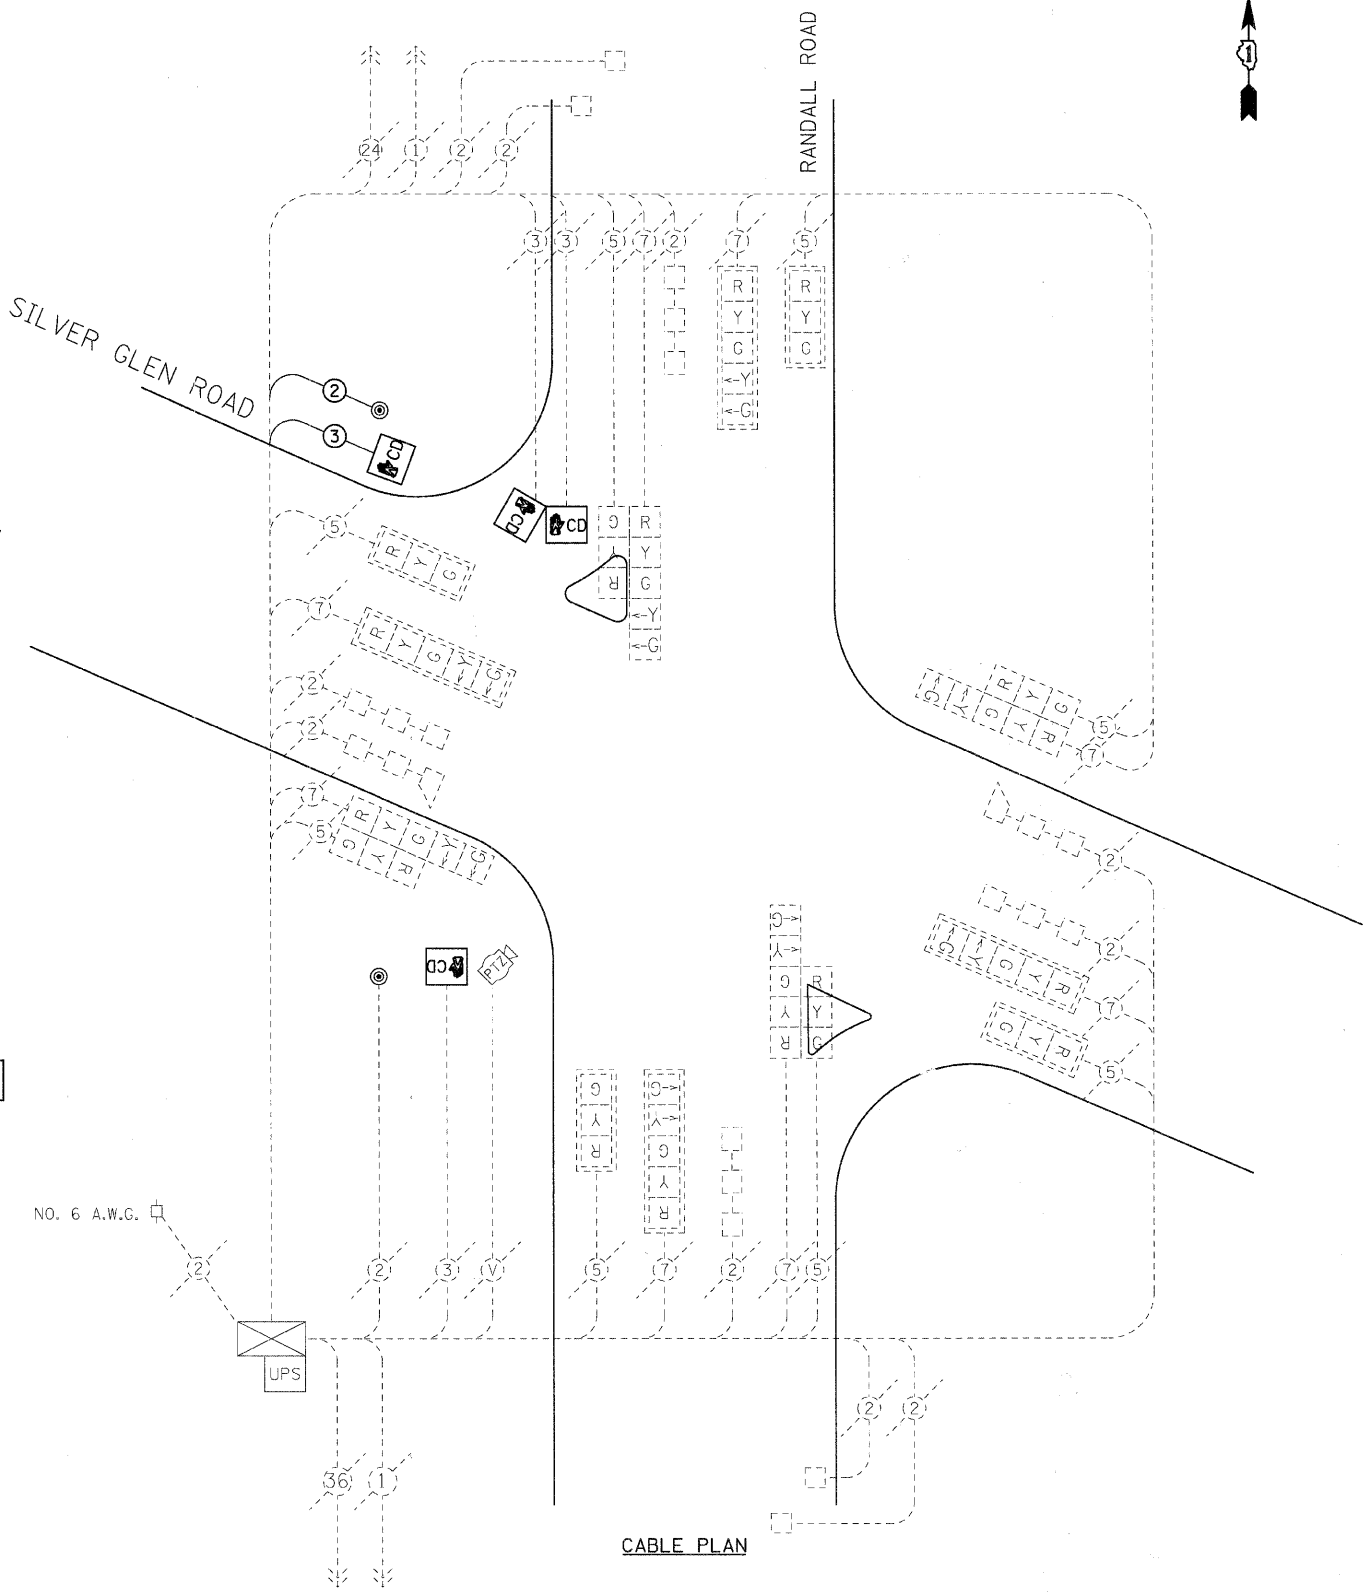 RANDALL ROAD
1
24 1 2 2
3 3 5 7 2 7 5
R Y G ←Y ←G
R Y G
SILVER GLEN ROAD
2
3 CD
CD
CD
G Y R
R Y G ←Y ←G
5 R Y G
7 R Y G ←Y ←G
2
2
7 R Y G ←Y ←G
5 G Y R
R Y G 5
←G ←Y G Y R 7
2
2
←G ←Y G Y R 7
G Y R 5
CD
PTZ
←G ←Y G Y R
R Y G
G Y R
←G ←Y G Y R
NO. 6 A.W.G.
2
2 3 V 5 7 2 7 5
UPS
2 2
36 1
CABLE PLAN